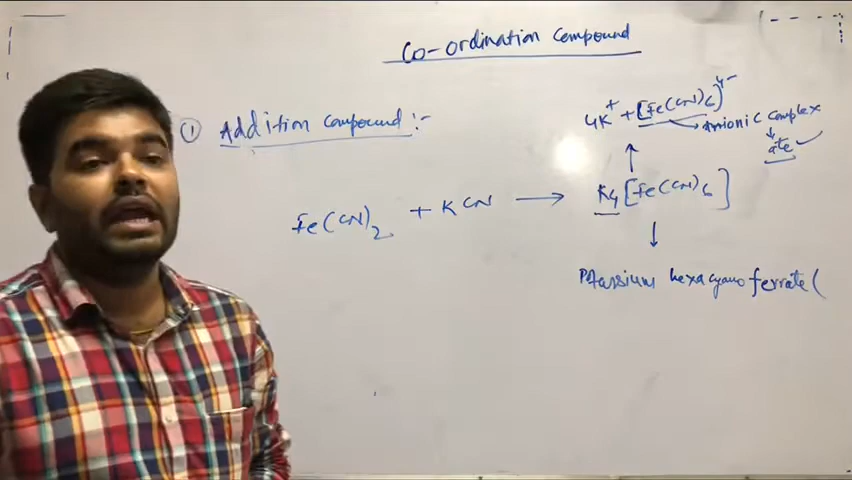 Co-ordination Compound
① Addition Compound :-
4K⁺ + [Fe(CN)₆]⁴⁻
→ Anionic Complex
↓
ate ✓
↑
Fe(CN)₂ + KCN → K₄[Fe(CN)₆]
↓
Potassium hexacyano ferrate(